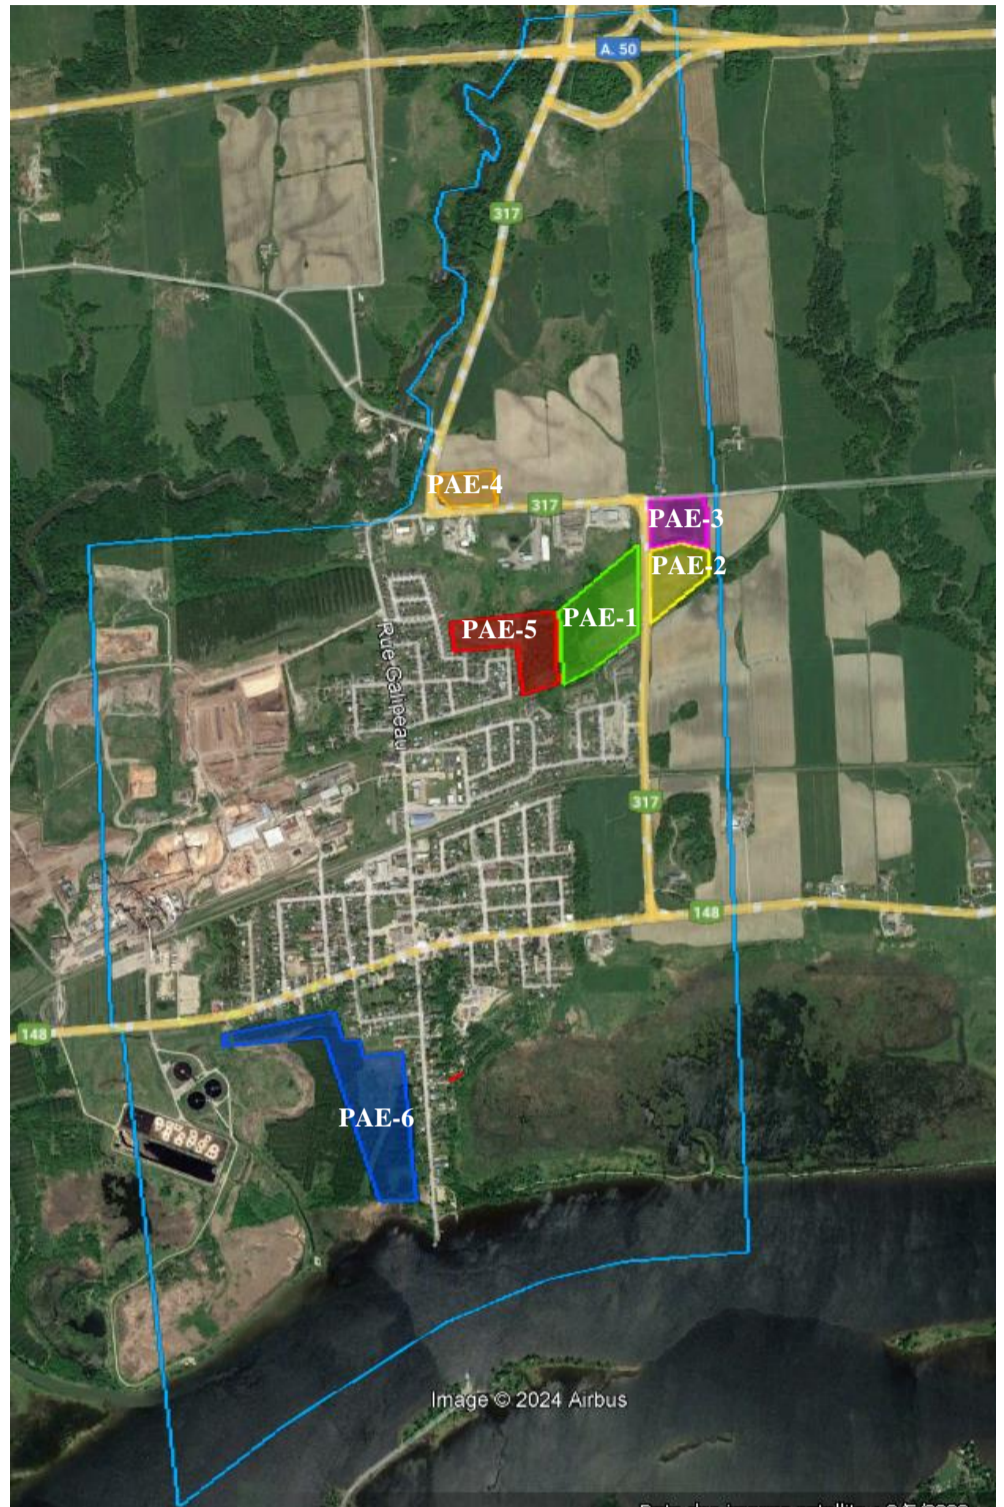 A. 50
317
PAE-4
317
PAE-3
PAE-2
PAE-1
PAE-5
Rue Galipeau
317
148
148
PAE-6
Image © 2024 Airbus